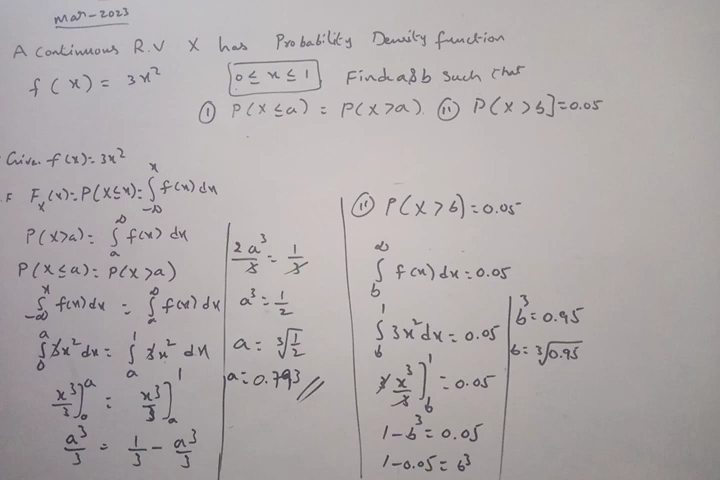 mar-2023
A continuous R.V X has Probability Density function
f(x) = 3x² 0 ≤ x ≤ 1 Find a & b such that
(i) P(X ≤ a) = P(X > a). (ii) P(X > b] = 0.05
Given f(x) = 3x²
F F_X(x) = P(X ≤ x) = ∫_{-∞}^{x} f(x) dx
P(X > a) = ∫_{a}^{∞} f(x) dx
P(X ≤ a) = P(X > a)
∫_{-∞}^{x} f(x) dx = ∫_{a}^{∞} f(x) dx
∫_{0}^{a} 3x² dx = ∫_{a}^{1} 3x² dx
x³/3]_{0}^{a} = x³/3]_{a}^{1}
a³/3 = 1/3 - a³/3
2a³/3 = 1/3
a³ = 1/2
a = ∛(1/2)
a = 0.793 //
(ii) P(X > b) = 0.05
∫_{b}^{∞} f(x) dx = 0.05
∫_{b}^{1} 3x² dx = 0.05
3 x³/3]_{b}^{1} = 0.05
1 - b³ = 0.05
1 - 0.05 = b³
b³ = 0.95
b = ∛0.95